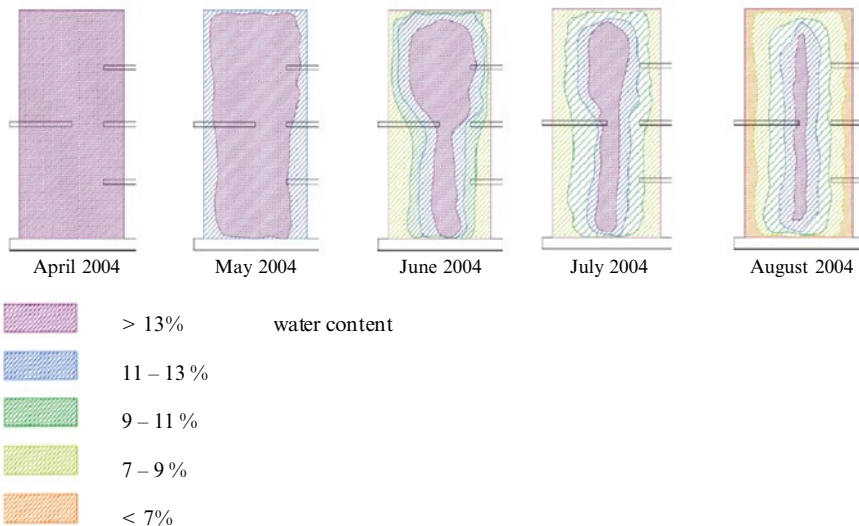 April 2004 May 2004 June 2004 July 2004 August 2004
> 13% water content
11 – 13 %
9 – 11 %
7 – 9 %
< 7%